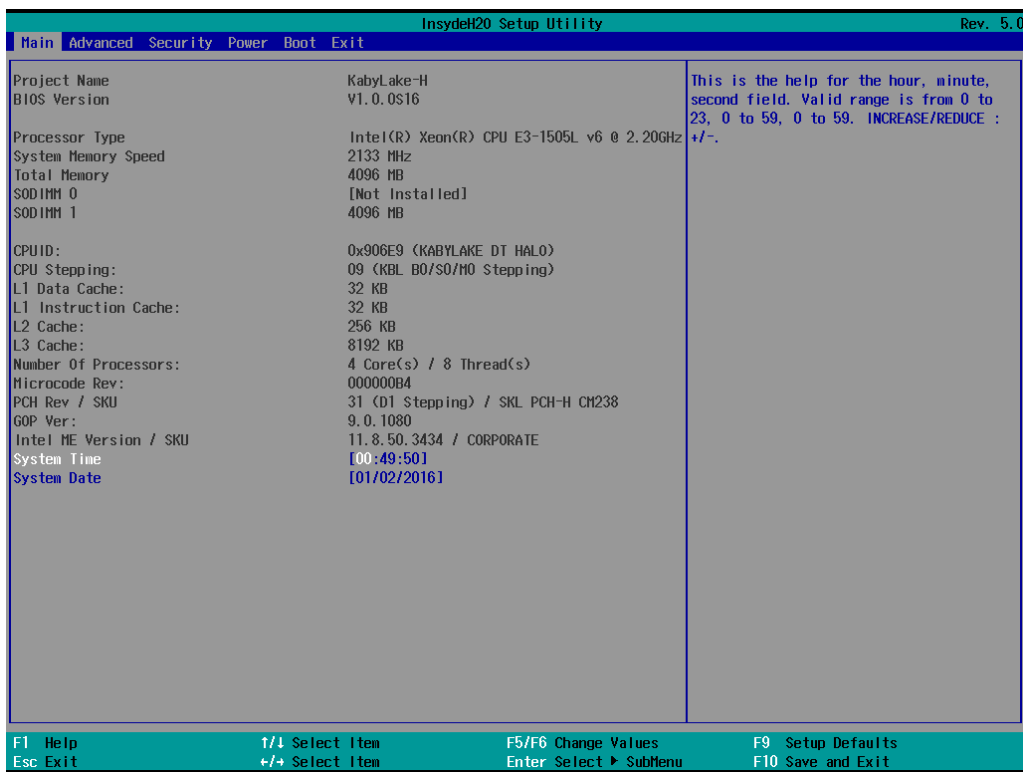 InsydeH20 Setup Utility Rev. 5.0
Main Advanced Security Power Boot Exit
Project Name KabyLake-H
BIOS Version V1.0.0S16
Processor Type Intel(R) Xeon(R) CPU E3-1505L v6 @ 2.20GHz
System Memory Speed 2133 MHz
Total Memory 4096 MB
SODIMM 0 [Not Installed]
SODIMM 1 4096 MB
CPUID: 0x906E9 (KABYLAKE DT HALO)
CPU Stepping: 09 (KBL B0/S0/M0 Stepping)
L1 Data Cache: 32 KB
L1 Instruction Cache: 32 KB
L2 Cache: 256 KB
L3 Cache: 8192 KB
Number Of Processors: 4 Core(s) / 8 Thread(s)
Microcode Rev: 000000B4
PCH Rev / SKU 31 (D1 Stepping) / SKL PCH-H CM238
GOP Ver: 9.0.1080
Intel ME Version / SKU 11.8.50.3434 / CORPORATE
System Time [00:49:50]
System Date [01/02/2016]
This is the help for the hour, minute,
second field. Valid range is from 0 to
23, 0 to 59, 0 to 59. INCREASE/REDUCE :
+/-.
F1 Help ↑/↓ Select Item F5/F6 Change Values F9 Setup Defaults
Esc Exit ←/→ Select Item Enter Select ▶ SubMenu F10 Save and Exit